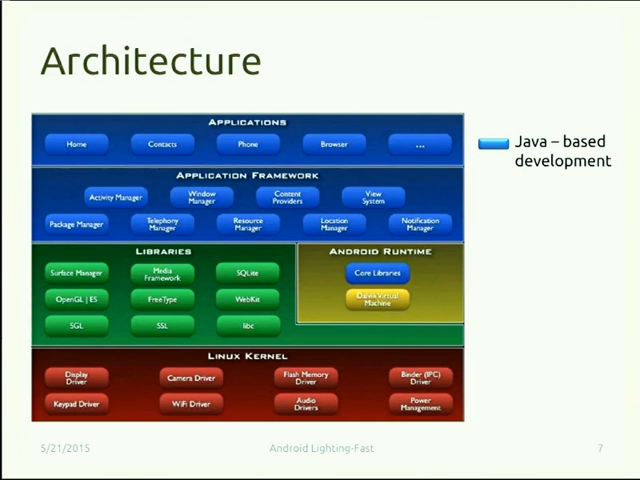 Architecture
APPLICATIONS
Home
Contacts
Phone
Browser
...
Java – based
development
APPLICATION FRAMEWORK
Activity Manager
Window
Manager
Content
Providers
View
System
Package Manager
Telephony
Manager
Resource
Manager
Location
Manager
Notification
Manager
LIBRARIES
Surface Manager
Media
Framework
SQLite
OpenGL | ES
FreeType
WebKit
SGL
SSL
libc
ANDROID RUNTIME
Core Libraries
Dalvik Virtual
Machine
LINUX KERNEL
Display
Driver
Camera Driver
Flash Memory
Driver
Binder (IPC)
Driver
Keypad Driver
WiFi Driver
Audio
Drivers
Power
Management
5/21/2015
Android Lighting-Fast
7